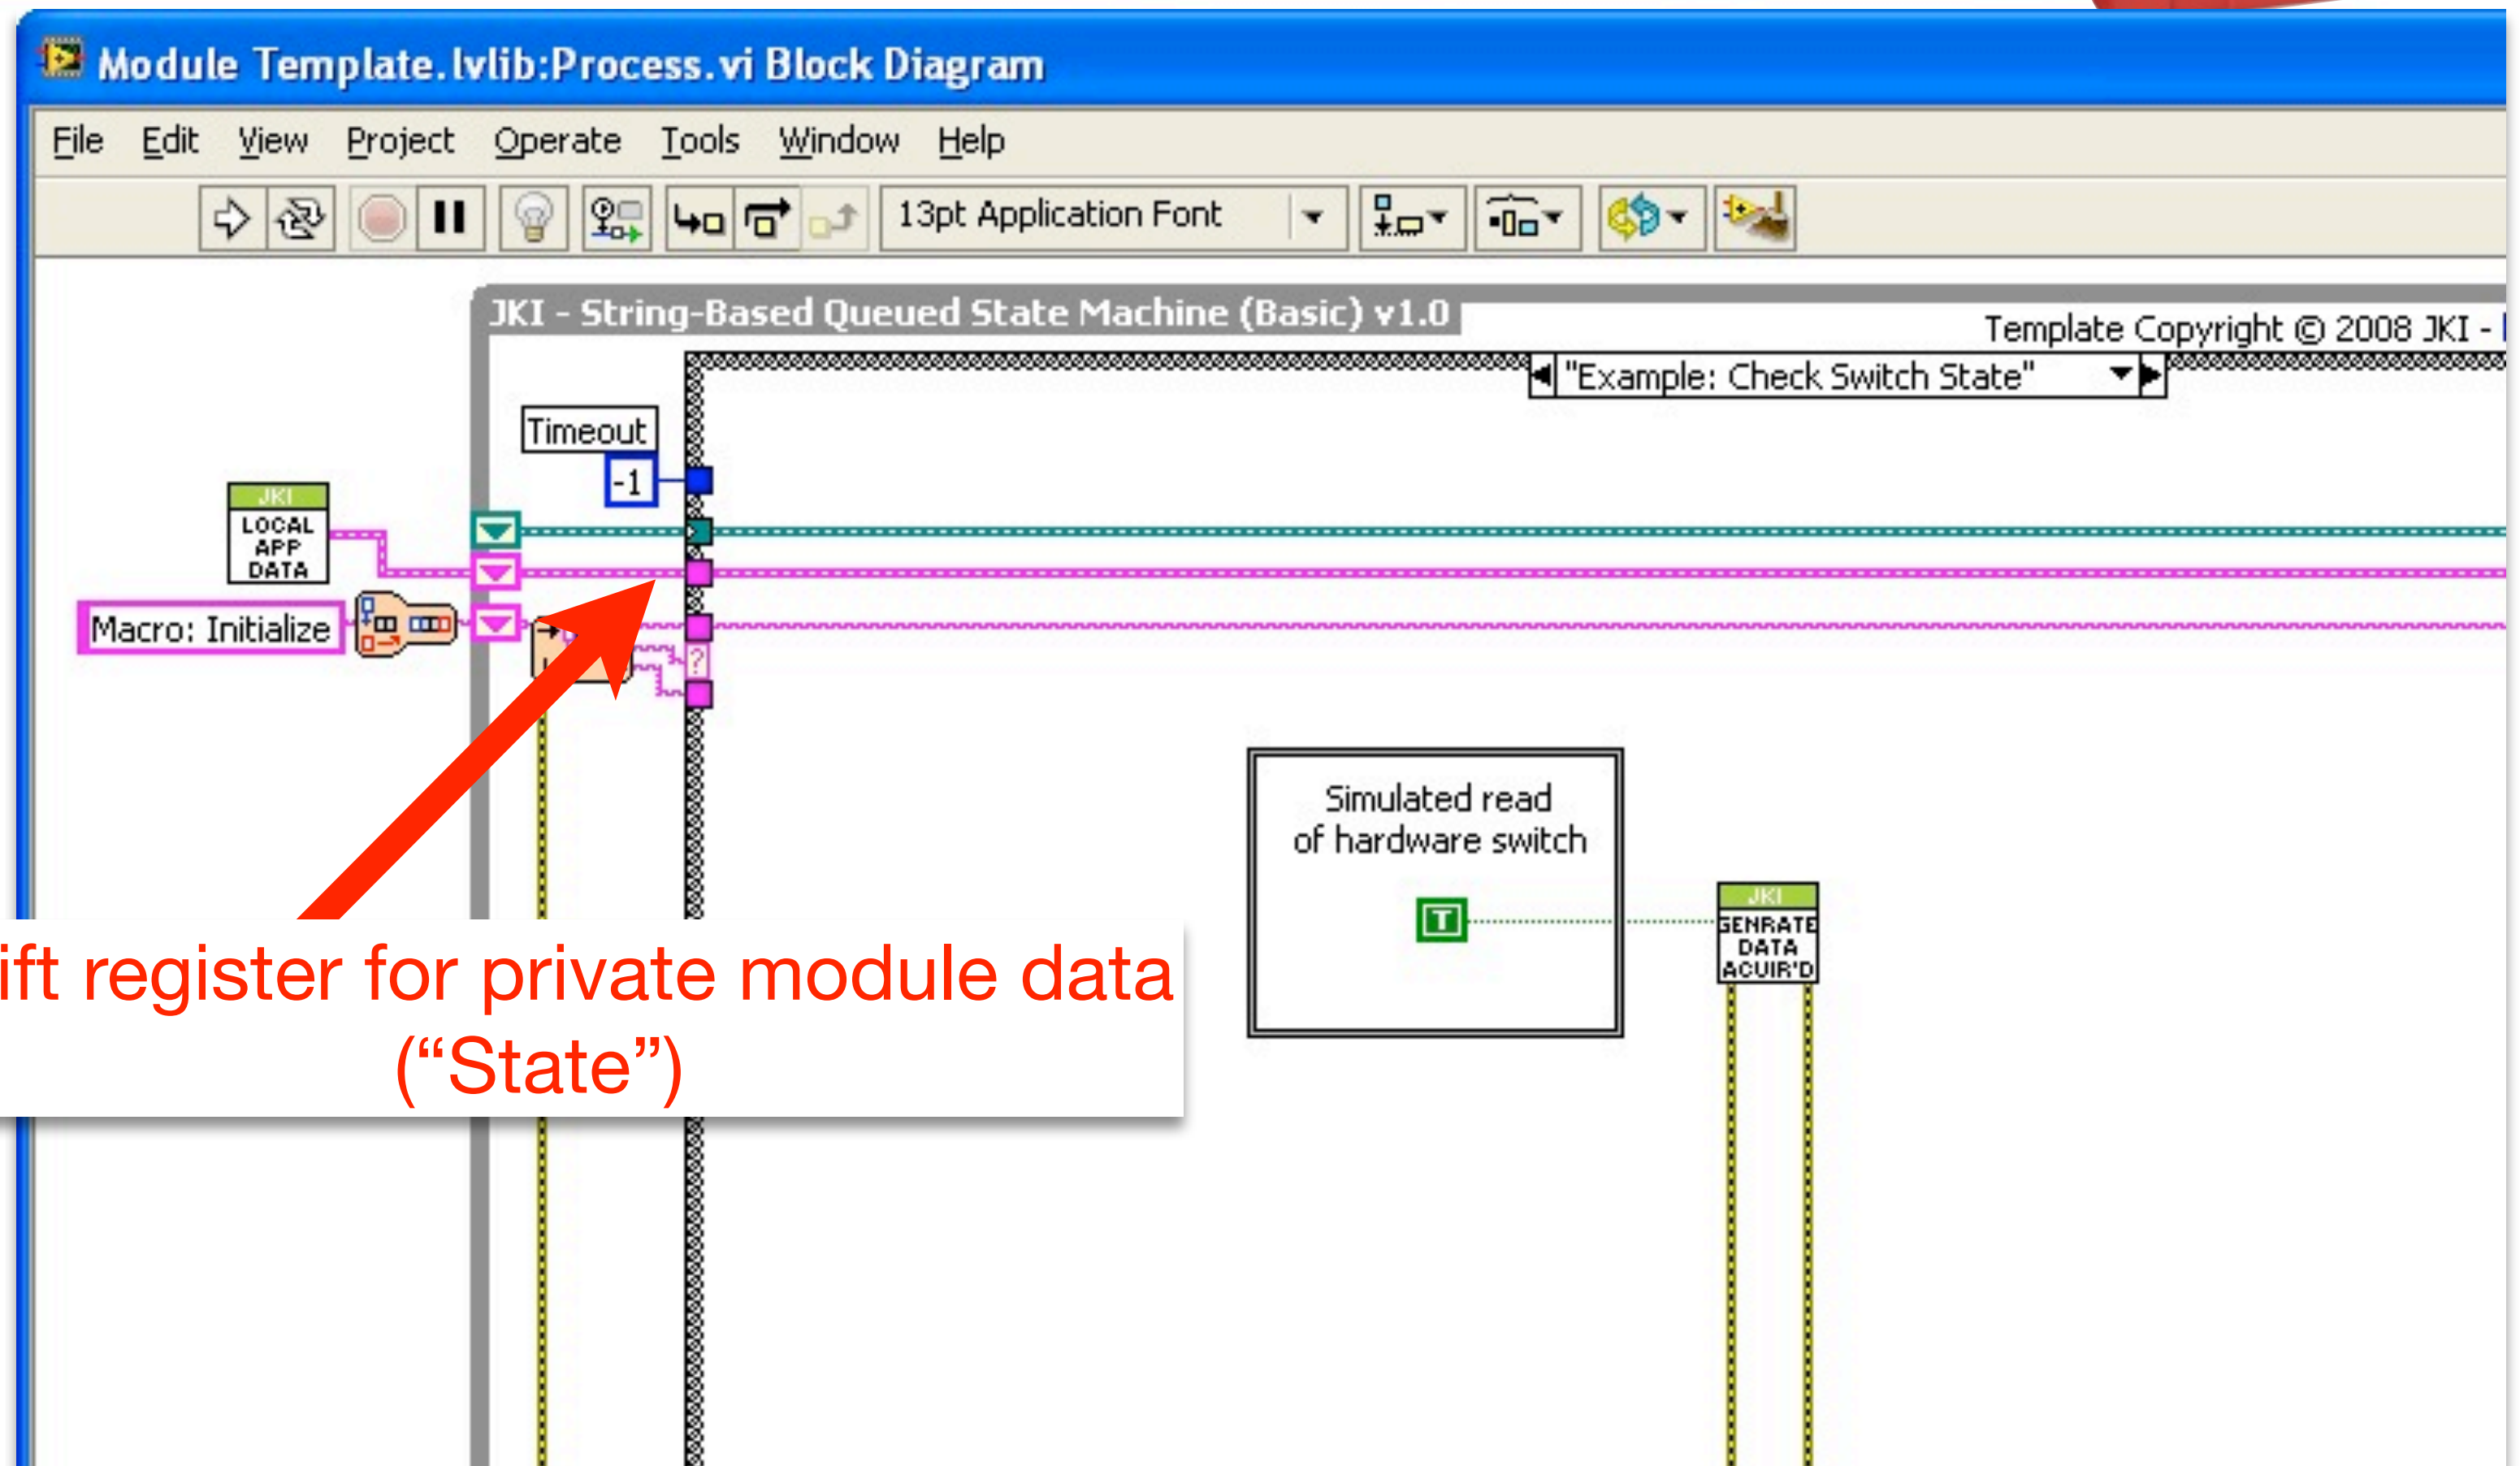 Module Template.lvlib:Process.vi Block Diagram
File Edit View Project Operate Tools Window Help
13pt Application Font
JKI - String-Based Queued State Machine (Basic) v1.0
Template Copyright © 2008 JKI -
"Example: Check Switch State"
Timeout
-1
JKI
LOCAL
APP
DATA
Macro: Initialize
?
Simulated read
of hardware switch
T
JKI
GENRATE
DATA
ACUIR'D
ift register for private module data
(“State”)